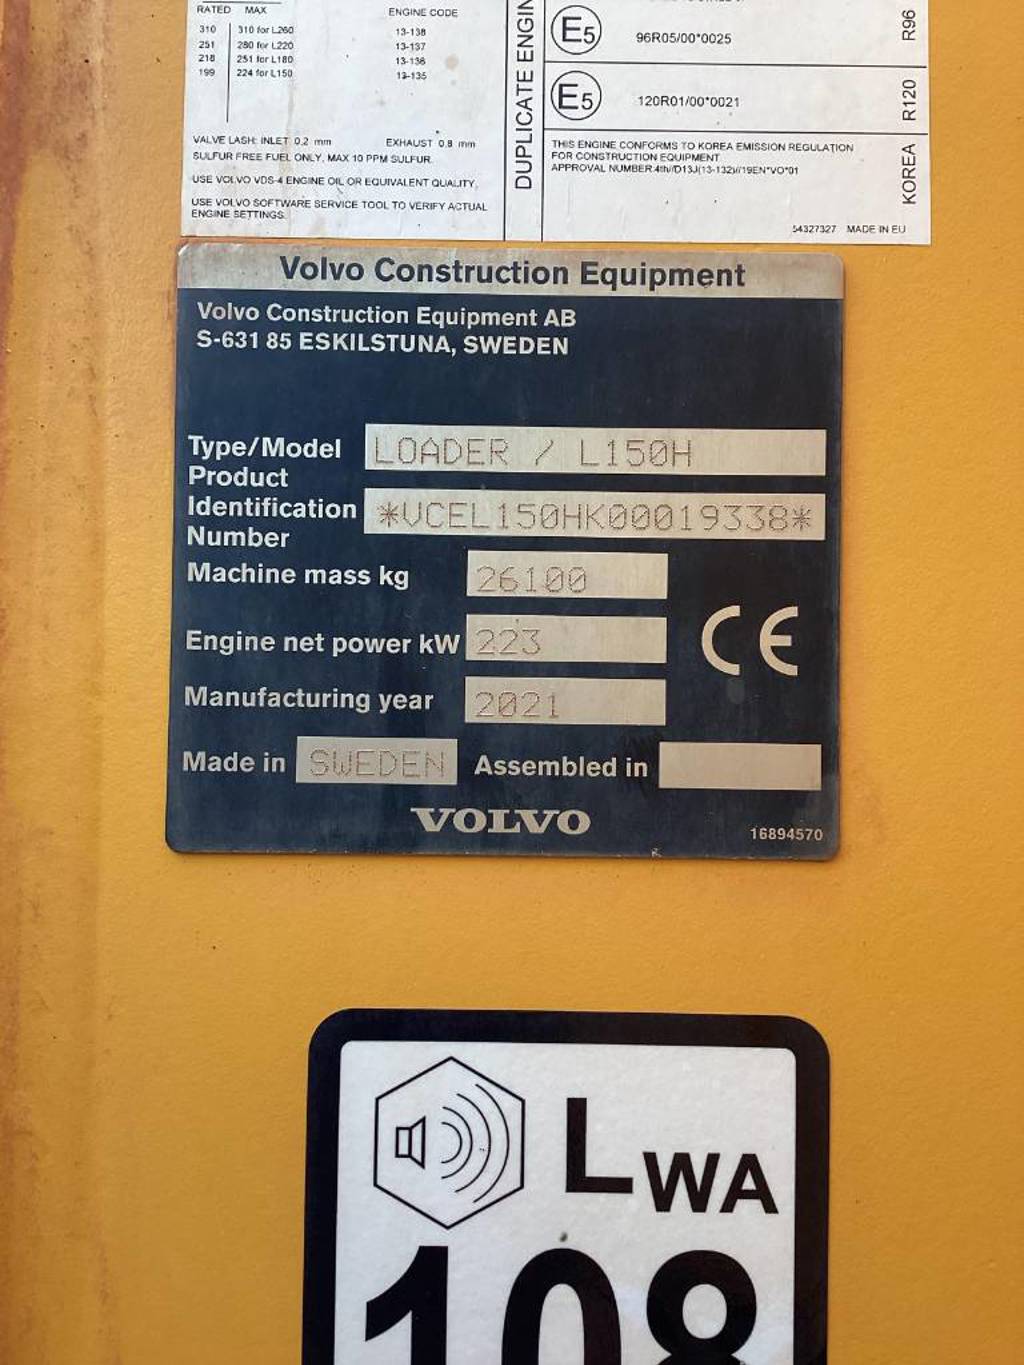 RATED MAX
ENGINE CODE
310 310 for L260 13-138
251 280 for L220 13-137
218 251 for L180 13-136
199 224 for L150 13-135
VALVE LASH: INLET 0,2 mm EXHAUST 0,8 mm
SULFUR FREE FUEL ONLY, MAX 10 PPM SULFUR.
USE VOLVO VDS-4 ENGINE OIL OR EQUIVALENT QUALITY,
USE VOLVO SOFTWARE SERVICE TOOL TO VERIFY ACTUAL
ENGINE SETTINGS.
DUPLICATE ENGIN
E5 96R05/00*0025 R96
E5 120R01/00*0021 R120
THIS ENGINE CONFORMS TO KOREA EMISSION REGULATION
FOR CONSTRUCTION EQUIPMENT
APPROVAL NUMBER:4th//D13J(13-132)//19EN*VO*01
KOREA
54327327 MADE IN EU
Volvo Construction Equipment
Volvo Construction Equipment AB
S-631 85 ESKILSTUNA, SWEDEN
Type/Model LOADER / L150H
Product
Identification *VCEL150HK00019338*
Number
Machine mass kg 26100
Engine net power kW 223
CE
Manufacturing year 2021
Made in SWEDEN Assembled in
VOLVO
16894570
LWA
108